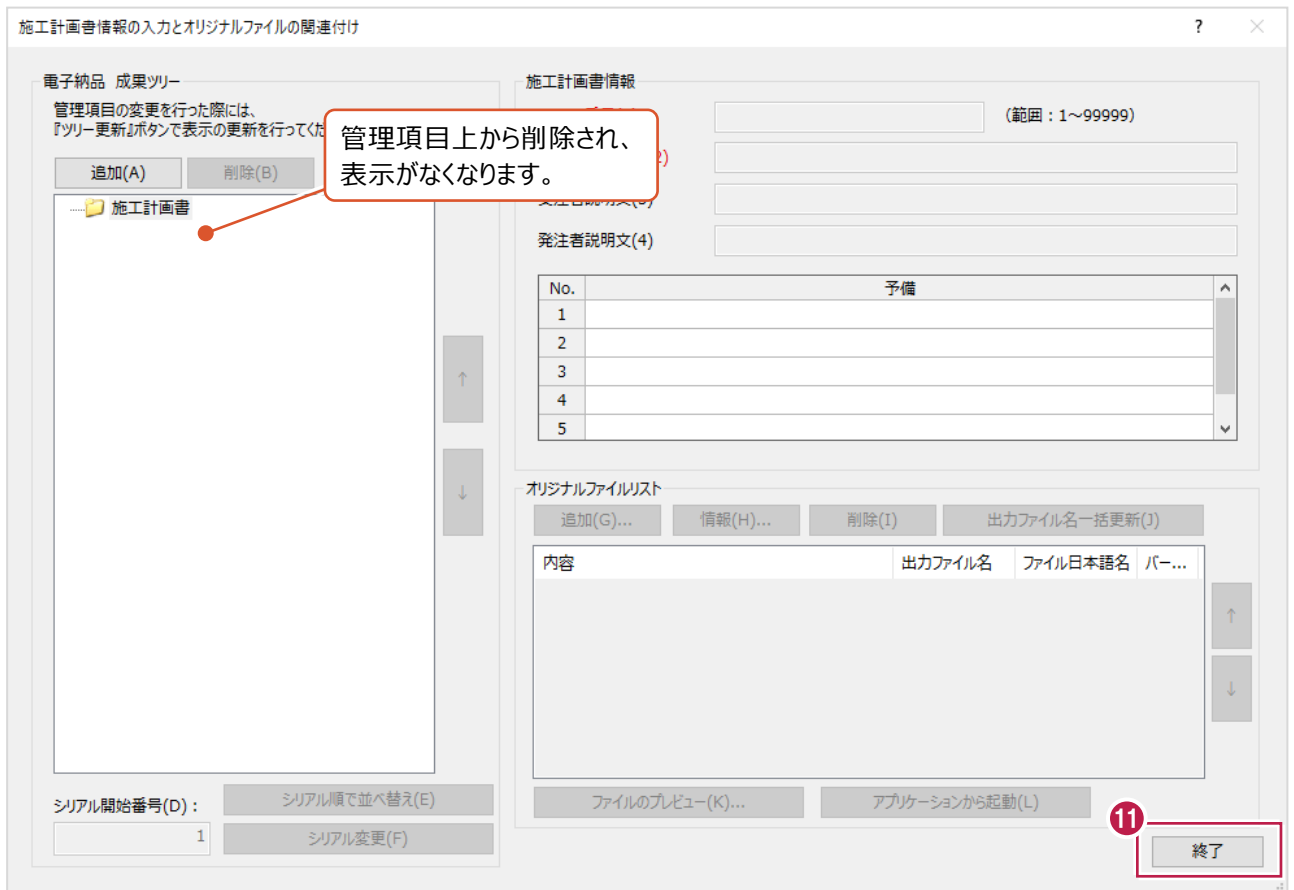 施工計画書情報の入力とオリジナルファイルの関連付け
?
電子納品 成果ツリー
管理項目の変更を行った際には、
『ツリー更新』ボタンで表示の更新を行ってくだ
追加(A)
削除(B)
管理項目上から削除され、
表示がなくなります。
施工計画書
↑
↓
シリアル開始番号(D)：
シリアル順で並べ替え(E)
1
シリアル変更(F)
施工計画書情報
(範囲：1～99999)
2)
発注者説明文(4)
No. 予備
1
2
3
4
5
オリジナルファイルリスト
追加(G)...
情報(H)...
削除(I)
出力ファイル名一括更新(J)
内容 出力ファイル名 ファイル日本語名 バー...
↑
↓
ファイルのプレビュー(K)...
アプリケーションから起動(L)
11
終了